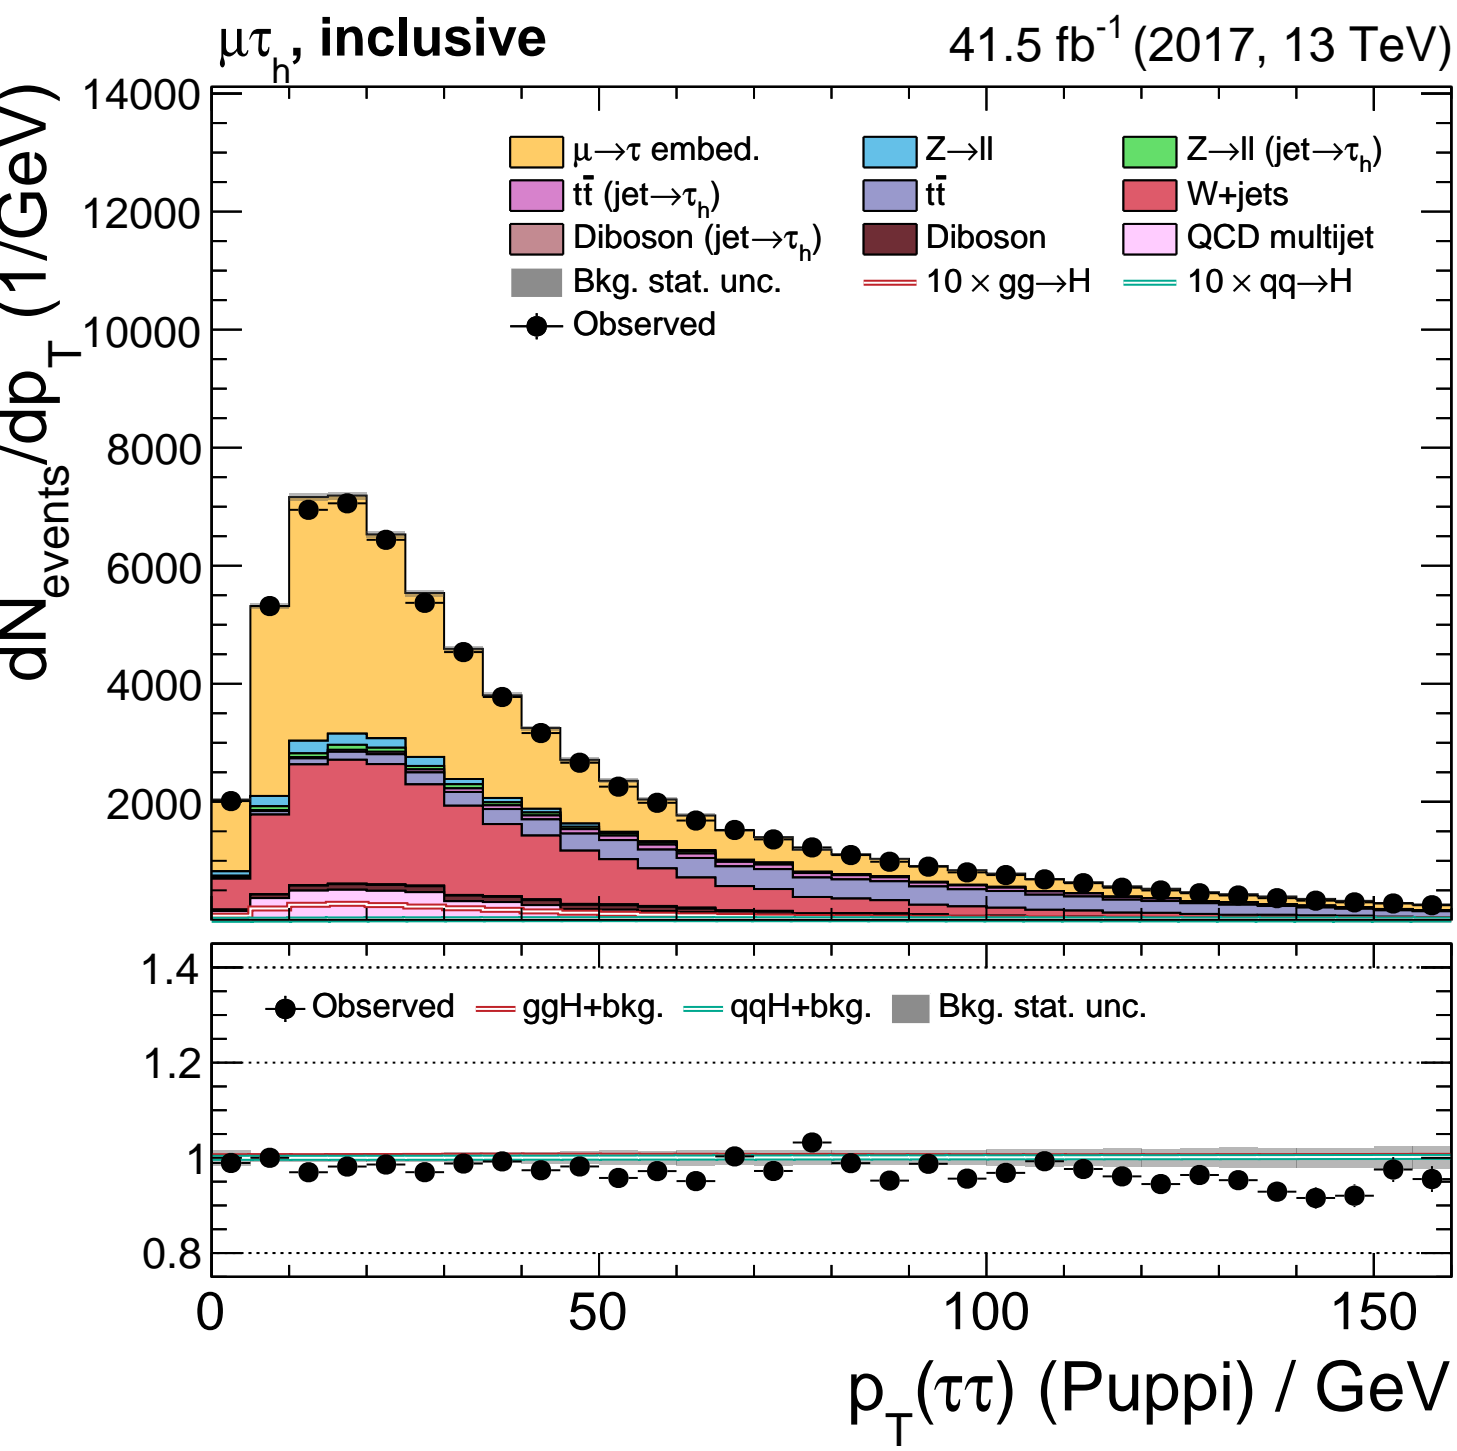 μτh, inclusive
41.5 fb-1 (2017, 13 TeV)
dNevents/dpT (1/GeV)
14000
12000
10000
8000
6000
4000
2000
μ→τ embed.
Z→ll
Z→ll (jet→τh)
tt̄ (jet→τh)
tt̄
W+jets
Diboson (jet→τh)
Diboson
QCD multijet
Bkg. stat. unc.
10 × gg→H
10 × qq→H
Observed
1.4
1.2
1
0.8
Observed
ggH+bkg.
qqH+bkg.
Bkg. stat. unc.
0
50
100
150
pT(ττ) (Puppi) / GeV